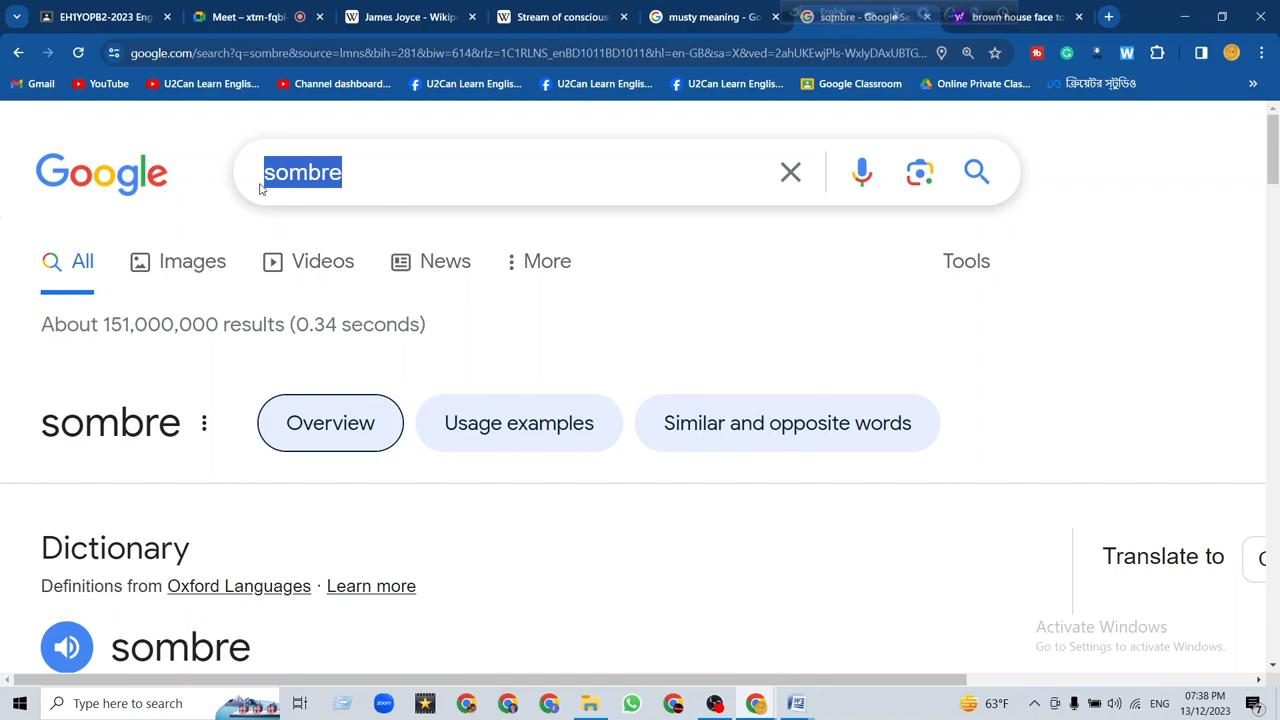 EH1YOPB2-2023 Engl
Meet – xtm-fqbi-
James Joyce - Wikip
Stream of conscious
musty meaning - Go
sombre - Google Se
brown house face to
google.com/search?q=sombre&source=lmns&bih=281&biw=614&rlz=1C1RLNS_enBD1011BD1011&hl=en-GB&sa=X&ved=2ahUKEwjPls-WxIyDAxUBTG...
Gmail
YouTube
U2Can Learn Englis...
Channel dashboard...
U2Can Learn Englis...
U2Can Learn Englis...
U2Can Learn Englis...
Google Classroom
Online Private Clas...
ক্রিয়েটর স্টুডিও
Google
sombre
All
Images
Videos
News
More
Tools
About 151,000,000 results (0.34 seconds)
sombre
Overview
Usage examples
Similar and opposite words
Dictionary
Translate to
Definitions from Oxford Languages · Learn more
sombre
Activate Windows
Go to Settings to activate Windows.
Type here to search
zoom
63°F
ENG
07:38 PM
13/12/2023
7